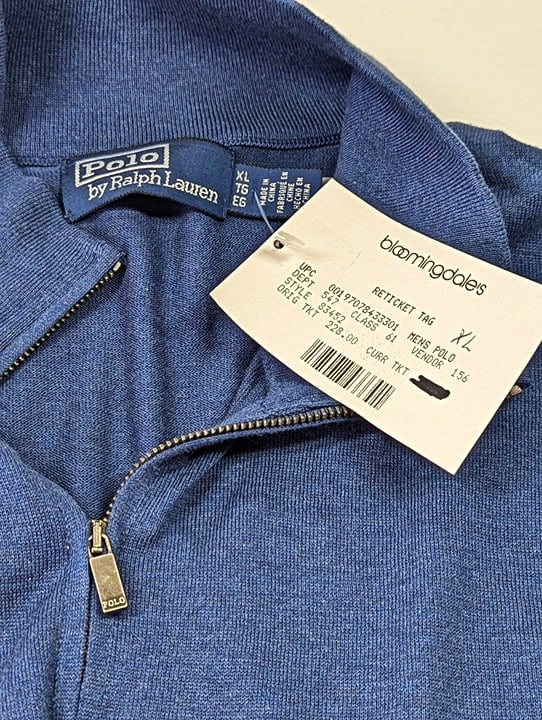 Polo
by Ralph Lauren
XL
TG
EG
MADE IN
CHINA
FABRIQUÉ EN
CHINE
HECHO EN
CHINA
bloomingdale's
RETICKET TAG
XL
UPC 00197078433301 MENS POLO
DEPT 547 CLASS 61 VENDOR 156
STYLE 83452
ORIG TKT 228.00 CURR TKT
POLO